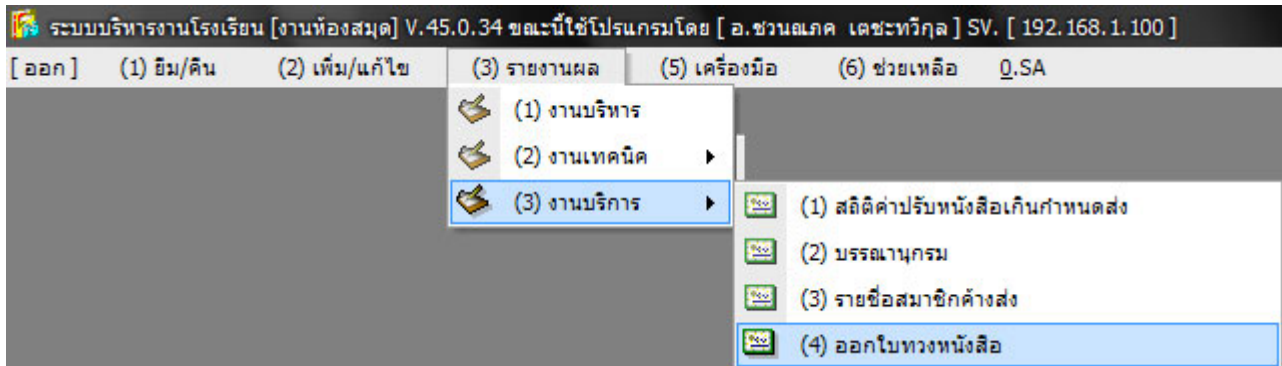 ระบบบริหารงานโรงเรียน [งานห้องสมุด] V.45.0.34 ขณะนี้ใช้โปรแกรมโดย [ อ.ชวนณภค เตชะทวีกุล ] SV. [ 192.168.1.100 ]
[ ออก ] (1) ยืม/คืน (2) เพิ่ม/แก้ไข (3) รายงานผล (5) เครื่องมือ (6) ช่วยเหลือ 0.SA
(1) งานบริหาร
(2) งานเทคนิค
(3) งานบริการ
(1) สถิติค่าปรับหนังสือเกินกำหนดส่ง
(2) บรรณานุกรม
(3) รายชื่อสมาชิกค้างส่ง
(4) ออกใบทวงหนังสือ